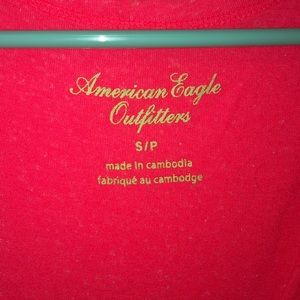 American Eagle
Outfitters
S/P
made in cambodia
fabriqué au cambodge